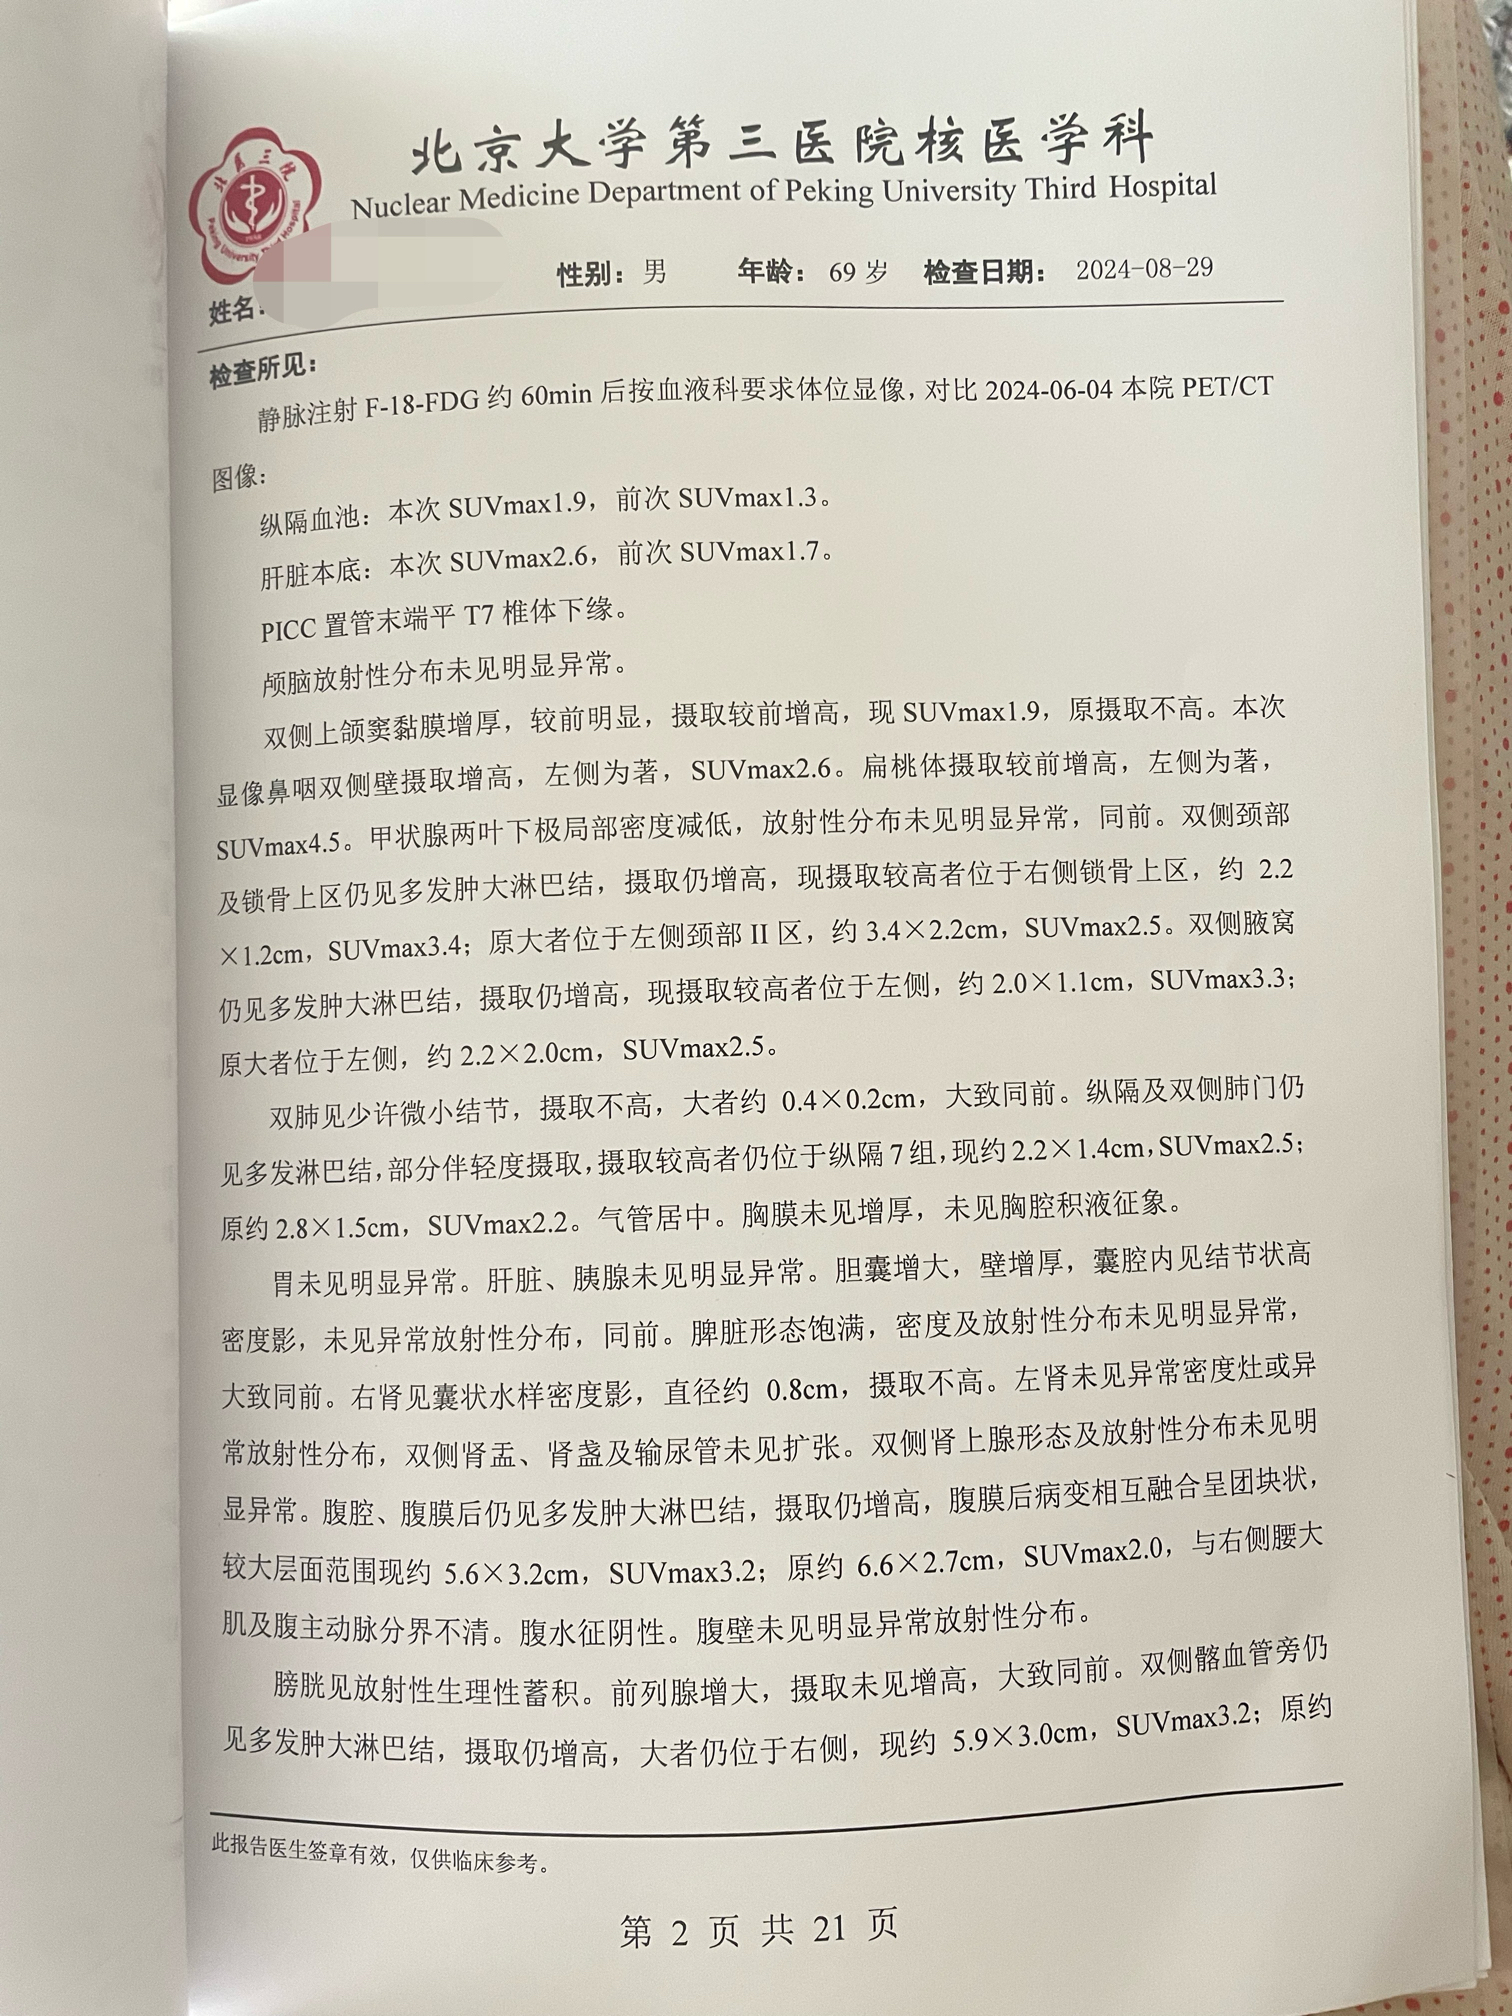 北京大学第三医院核医学科
Nuclear Medicine Department of Peking University Third Hospital
北京三院
Peking University Third Hospital
姓名:
性别：男 年龄：69 岁 检查日期：2024-08-29
检查所见：
静脉注射 F-18-FDG 约 60min 后按血液科要求体位显像，对比 2024-06-04 本院 PET/CT
图像：
纵隔血池：本次 SUVmax1.9，前次 SUVmax1.3。
肝脏本底：本次 SUVmax2.6，前次 SUVmax1.7。
PICC 置管末端平 T7 椎体下缘。
颅脑放射性分布未见明显异常。
双侧上颌窦黏膜增厚，较前明显，摄取较前增高，现 SUVmax1.9，原摄取不高。本次
显像鼻咽双侧壁摄取增高，左侧为著，SUVmax2.6。扁桃体摄取较前增高，左侧为著，
SUVmax4.5。甲状腺两叶下极局部密度减低，放射性分布未见明显异常，同前。双侧颈部
及锁骨上区仍见多发肿大淋巴结，摄取仍增高，现摄取较高者位于右侧锁骨上区，约 2.2
×1.2cm，SUVmax3.4；原大者位于左侧颈部 II 区，约 3.4×2.2cm，SUVmax2.5。双侧腋窝
仍见多发肿大淋巴结，摄取仍增高，现摄取较高者位于左侧，约 2.0×1.1cm，SUVmax3.3；
原大者位于左侧，约 2.2×2.0cm，SUVmax2.5。
双肺见少许微小结节，摄取不高，大者约 0.4×0.2cm，大致同前。纵隔及双侧肺门仍
见多发淋巴结，部分伴轻度摄取，摄取较高者仍位于纵隔 7 组，现约 2.2×1.4cm，SUVmax2.5；
原约 2.8×1.5cm，SUVmax2.2。气管居中。胸膜未见增厚，未见胸腔积液征象。
胃未见明显异常。肝脏、胰腺未见明显异常。胆囊增大，壁增厚，囊腔内见结节状高
密度影，未见异常放射性分布，同前。脾脏形态饱满，密度及放射性分布未见明显异常，
大致同前。右肾见囊状水样密度影，直径约 0.8cm，摄取不高。左肾未见异常密度灶或异
常放射性分布，双侧肾盂、肾盏及输尿管未见扩张。双侧肾上腺形态及放射性分布未见明
显异常。腹腔、腹膜后仍见多发肿大淋巴结，摄取仍增高，腹膜后病变相互融合呈团块状，
较大层面范围现约 5.6×3.2cm，SUVmax3.2；原约 6.6×2.7cm，SUVmax2.0，与右侧腰大
肌及腹主动脉分界不清。腹水征阴性。腹壁未见明显异常放射性分布。
膀胱见放射性生理性蓄积。前列腺增大，摄取未见增高，大致同前。双侧髂血管旁仍
见多发肿大淋巴结，摄取仍增高，大者仍位于右侧，现约 5.9×3.0cm，SUVmax3.2；原约
此报告医生签章有效，仅供临床参考。
第 2 页 共 21 页